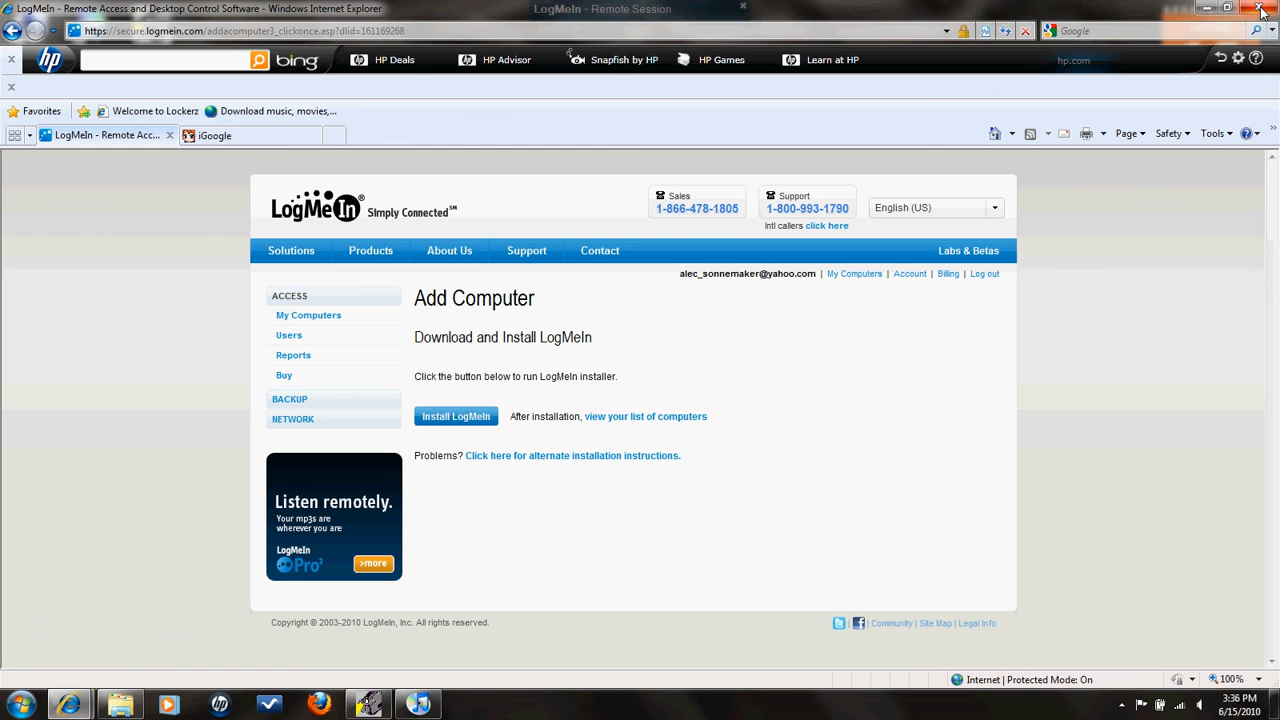 LogMeIn - Remote Access and Desktop Control Software - Windows Internet Explorer
LogMeIn - Remote Session
https://secure.logmein.com/addacomputer3_clickonce.asp?dlid=161169268
Google
hp
bing
HP Deals
HP Advisor
Snapfish by HP
HP Games
Learn at HP
hp.com
Favorites
Welcome to Lockerz
Download music, movies,...
LogMeIn - Remote Acc...
iGoogle
Page
Safety
Tools
LogMeIn® Simply Connected℠
Sales
1-866-478-1805
Support
1-800-993-1790
Intl callers click here
English (US)
Solutions
Products
About Us
Support
Contact
Labs & Betas
alec_sonnemaker@yahoo.com | My Computers | Account | Billing | Log out
ACCESS
My Computers
Users
Reports
Buy
BACKUP
NETWORK
Add Computer
Download and Install LogMeIn
Click the button below to run LogMeIn installer.
Install LogMeIn
After installation, view your list of computers
Problems? Click here for alternate installation instructions.
Listen remotely.
Your mp3s are
wherever you are
LogMeIn
Pro²
>more
Copyright © 2003-2010 LogMeIn, Inc. All rights reserved.
| Community | Site Map | Legal Info
Internet | Protected Mode: On
100%
3:36 PM
6/15/2010